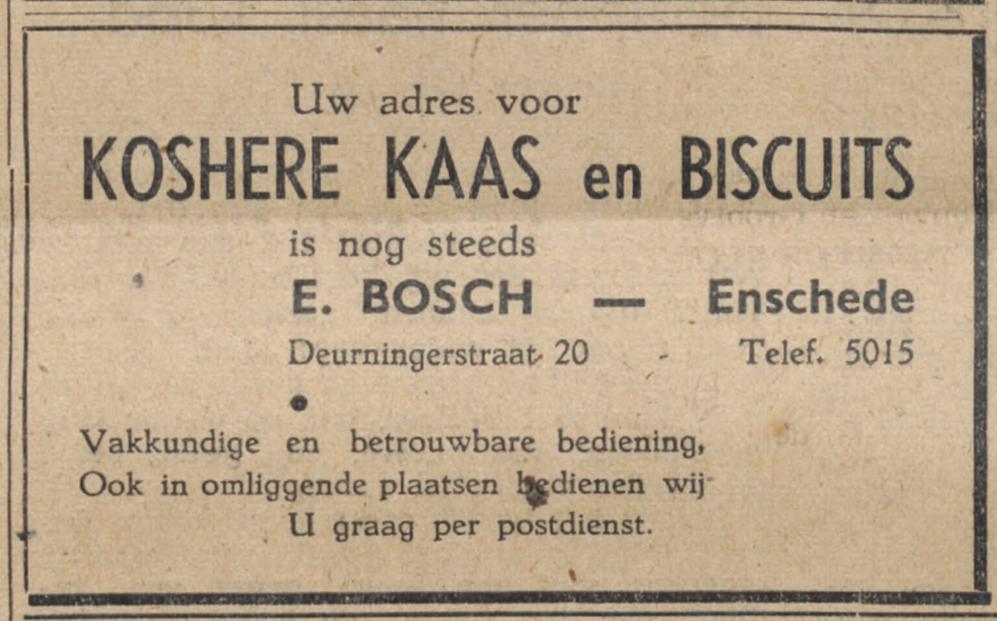 Uw adres voor
KOSHERE KAAS en BISCUITS
is nog steeds
E. BOSCH — Enschede
Deurningerstraat 20 - Telef. 5015
•
Vakkundige en betrouwbare bediening,
Ook in omliggende plaatsen bedienen wij
U graag per postdienst.